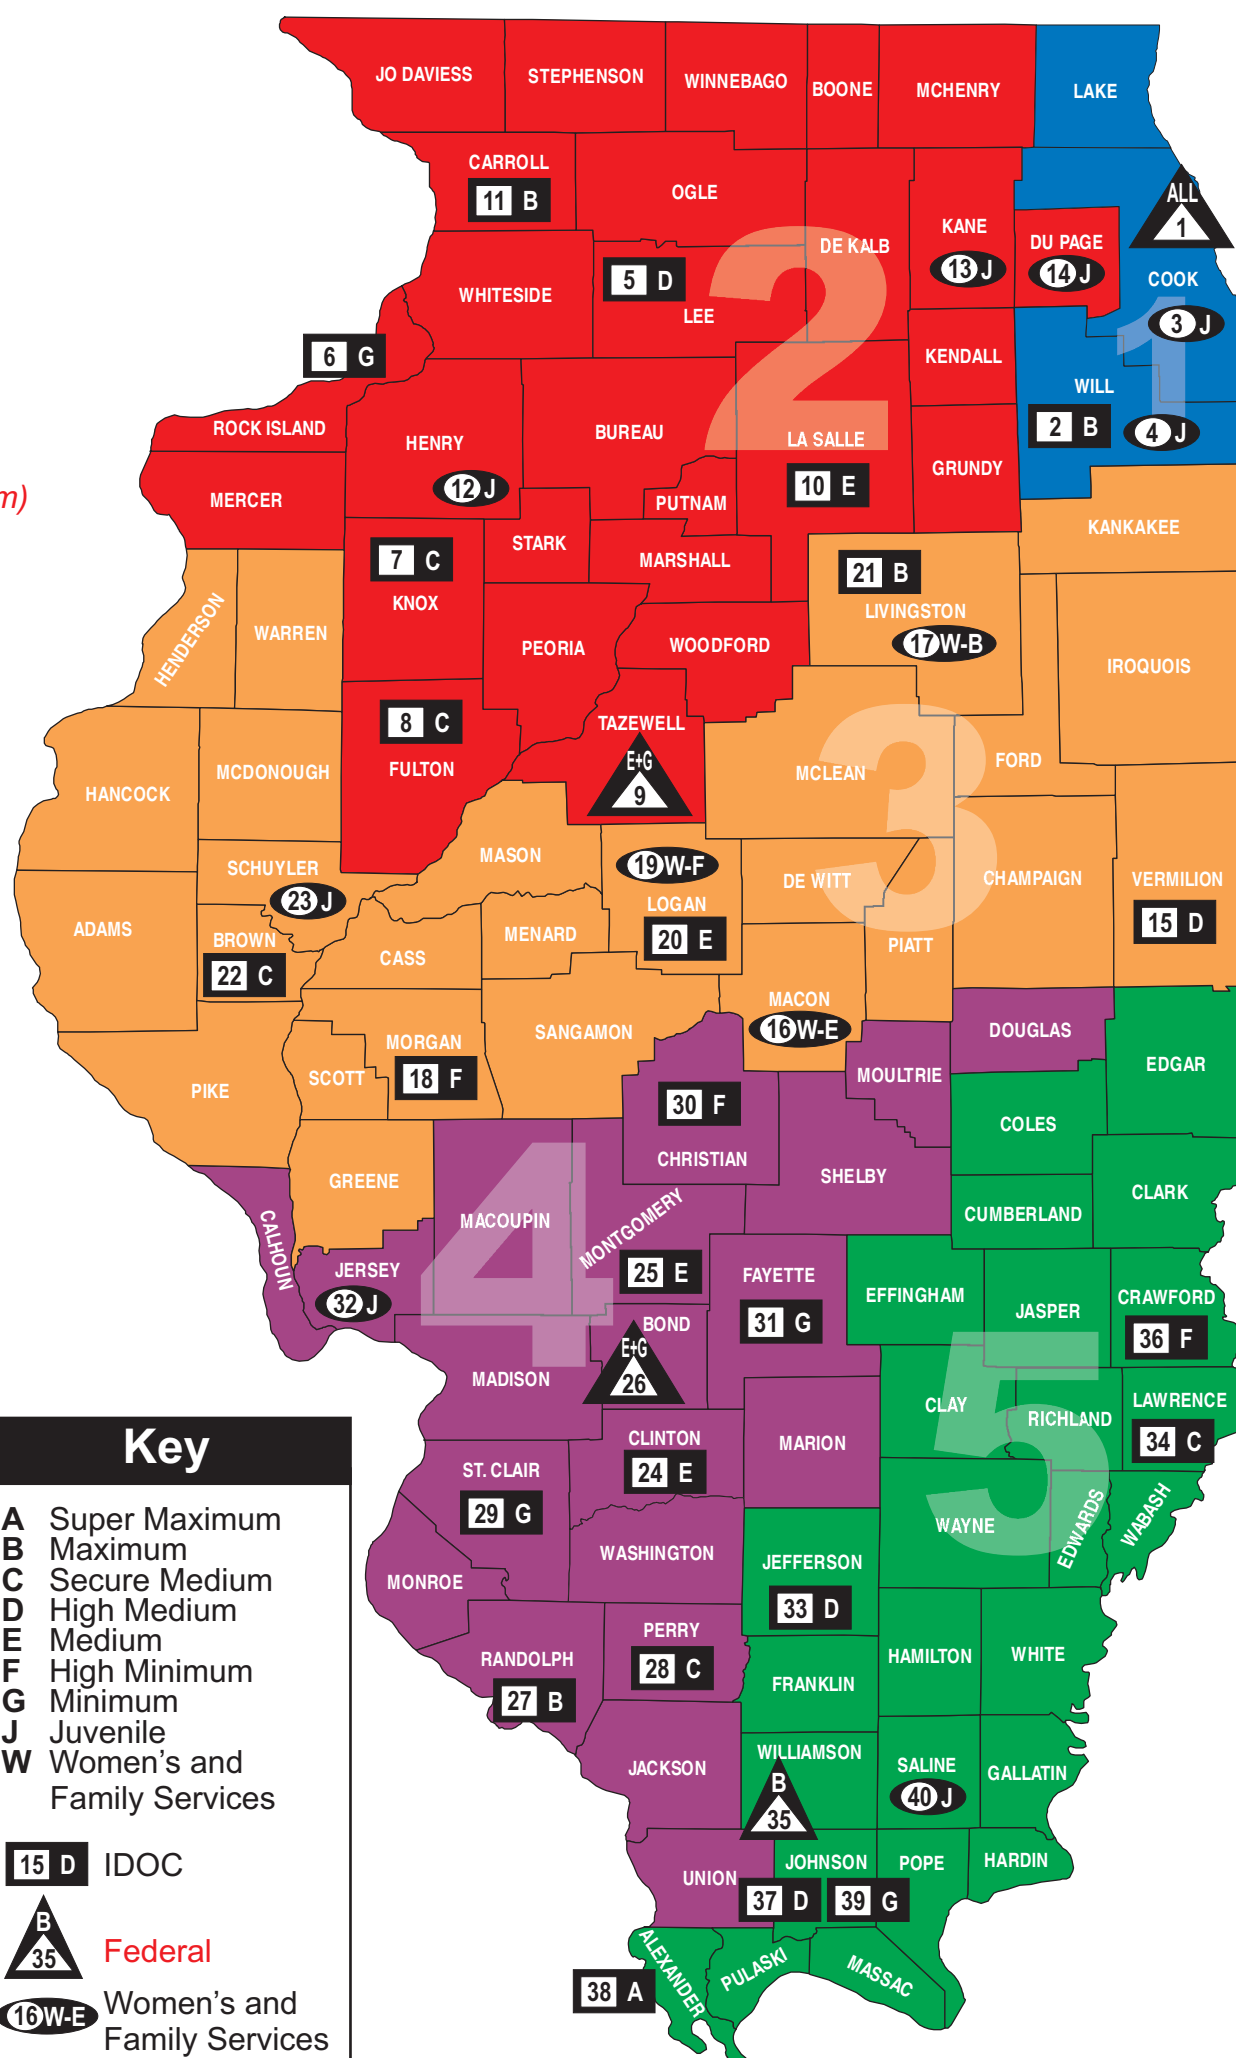 JO DAVIESS
STEPHENSON
WINNEBAGO
BOONE
MCHENRY
LAKE
CARROLL
11 B
OGLE
DE KALB
KANE
13 J
DU PAGE
14 J
ALL
1
COOK
3 J
1
2
WHITESIDE
5 D
LEE
6 G
KENDALL
WILL
2 B
4 J
ROCK ISLAND
HENRY
12 J
BUREAU
LA SALLE
10 E
GRUNDY
m)
MERCER
PUTNAM
KANKAKEE
7 C
KNOX
STARK
MARSHALL
21 B
LIVINGSTON
17 W-B
HENDERSON
WARREN
PEORIA
WOODFORD
IROQUOIS
8 C
FULTON
TAZEWELL
E+G
9
3
MCLEAN
FORD
HANCOCK
MCDONOUGH
SCHUYLER
23 J
MASON
19 W-F
LOGAN
20 E
DE WITT
CHAMPAIGN
VERMILION
15 D
ADAMS
BROWN
22 C
CASS
MENARD
PIATT
MACON
16 W-E
SANGAMON
MORGAN
18 F
SCOTT
PIKE
DOUGLAS
EDGAR
MOULTRIE
30 F
CHRISTIAN
COLES
SHELBY
CLARK
CUMBERLAND
GREENE
CALHOUN
JERSEY
32 J
MACOUPIN
4
MONTGOMERY
25 E
FAYETTE
31 G
EFFINGHAM
JASPER
CRAWFORD
36 F
BOND
E+G
26
MADISON
CLAY
RICHLAND
LAWRENCE
34 C
5
CLINTON
24 E
MARION
ST. CLAIR
29 G
WAYNE
EDWARDS
WABASH
WASHINGTON
JEFFERSON
33 D
MONROE
PERRY
28 C
RANDOLPH
27 B
FRANKLIN
HAMILTON
WHITE
JACKSON
WILLIAMSON
B
35
SALINE
40 J
GALLATIN
UNION
JOHNSON
37 D
39 G
POPE
HARDIN
38 A
ALEXANDER
PULASKI
MASSAC
Key
A Super Maximum
B Maximum
C Secure Medium
D High Medium
E Medium
F High Minimum
G Minimum
J Juvenile
W Women's and
Family Services
15 D IDOC
B
35
Federal
16 W-E Women's and
Family Services